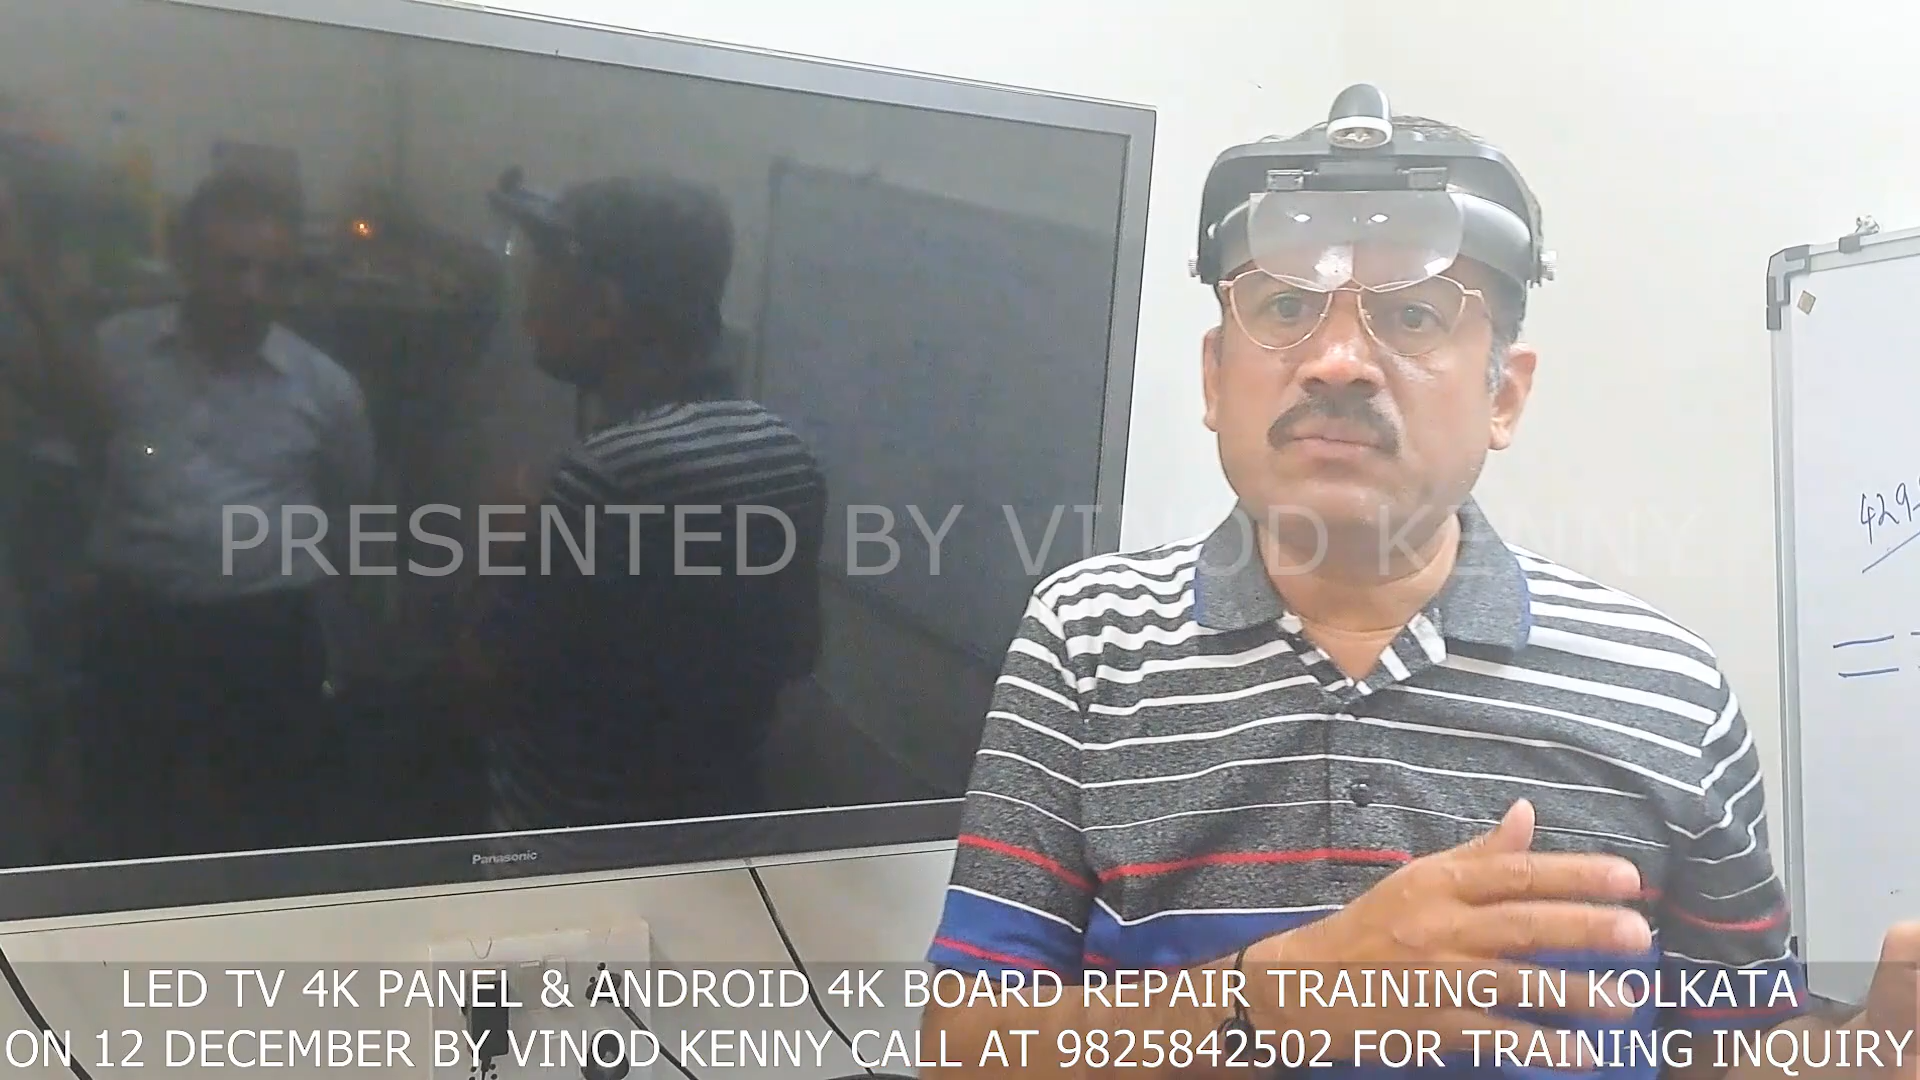 PRESENTED BY VINOD KENNY
Panasonic
LED TV 4K PANEL & ANDROID 4K BOARD REPAIR TRAINING IN KOLKATA
ON 12 DECEMBER BY VINOD KENNY CALL AT 9825842502 FOR TRAINING INQUIRY